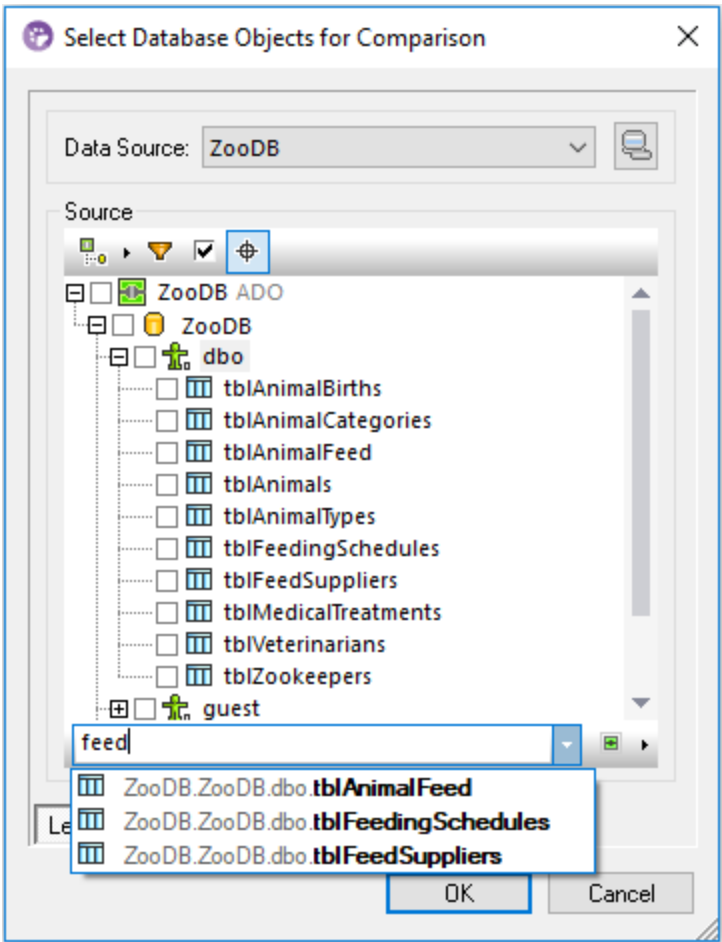 Select Database Objects for Comparison
Data Source: ZooDB
Source
ZooDB ADO
ZooDB
dbo
tblAnimalBirths
tblAnimalCategories
tblAnimalFeed
tblAnimals
tblAnimalTypes
tblFeedingSchedules
tblFeedSuppliers
tblMedicalTreatments
tblVeterinarians
tblZookeepers
guest
feed
ZooDB.ZooDB.dbo.tblAnimalFeed
ZooDB.ZooDB.dbo.tblFeedingSchedules
ZooDB.ZooDB.dbo.tblFeedSuppliers
OK Cancel